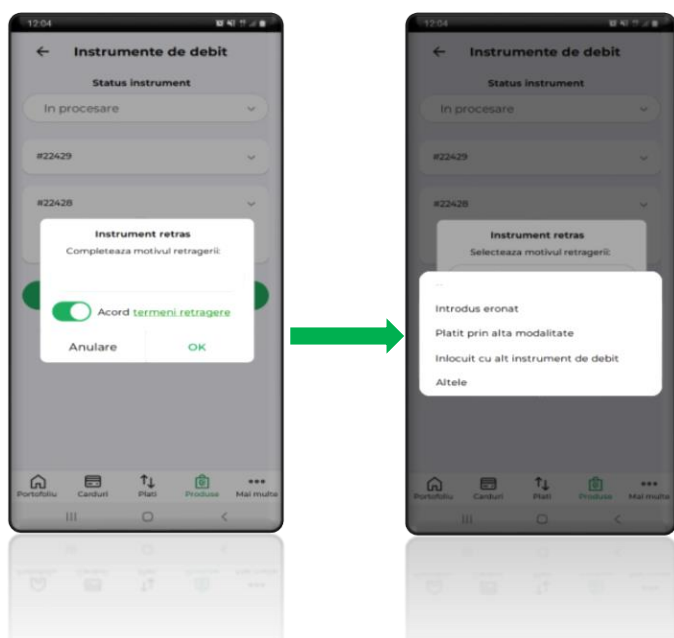 12:04
Instrumente de debit
Status instrument
In procesare
#22429
#22428
Instrument retras
Completeaza motivul retragerii:
Acord termeni retragere
Anulare OK
Portofoliu Carduri Plati Produse Mai multe
12:04
Instrumente de debit
Status instrument
In procesare
#22429
#22428
Instrument retras
Selecteaza motivul retragerii:
..
Introdus eronat
Platit prin alta modalitate
Inlocuit cu alt instrument de debit
Altele
Portofoliu Carduri Plati Produse Mai multe